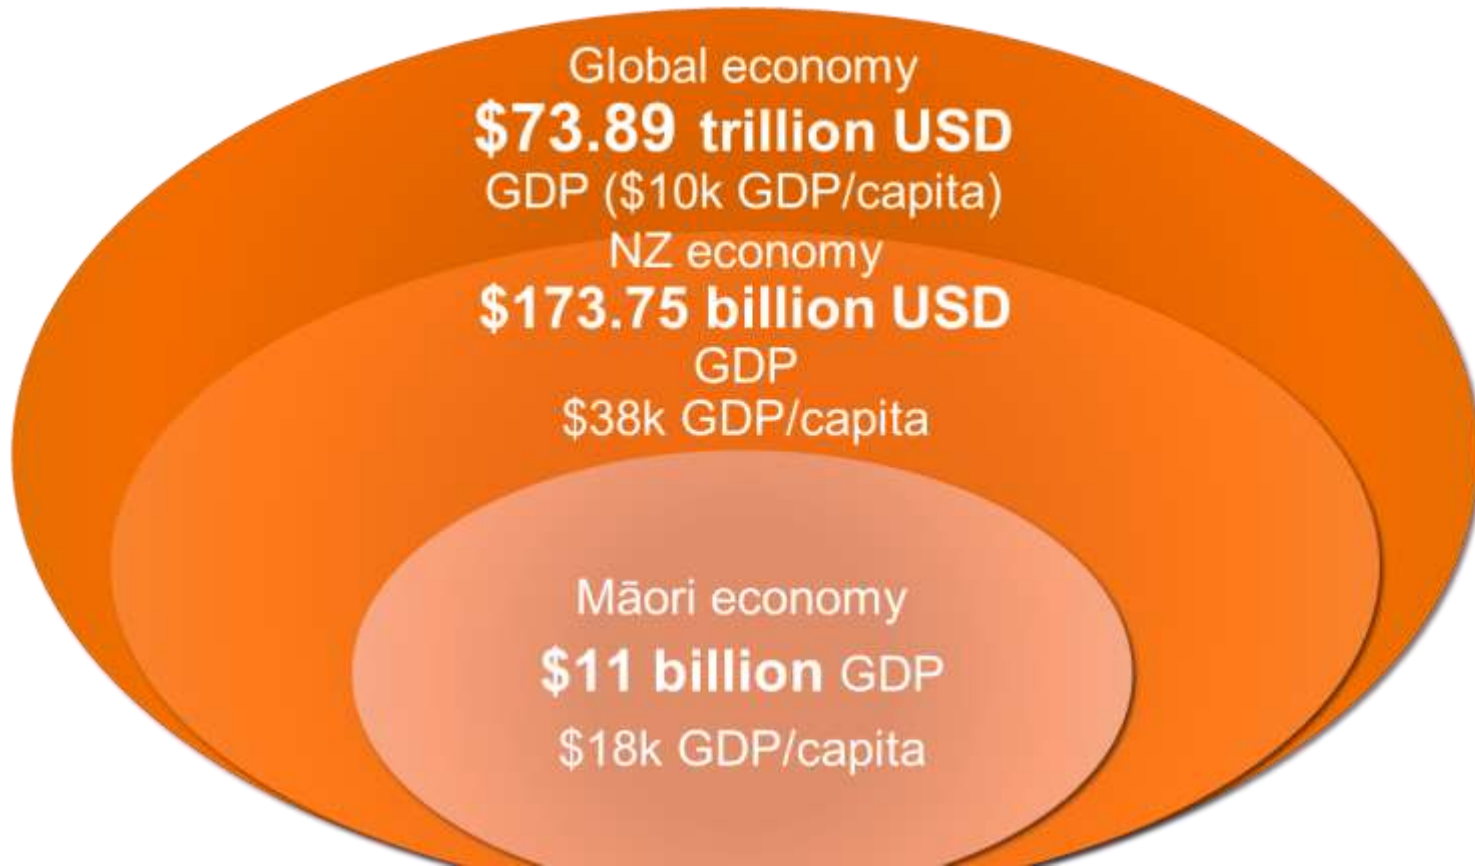 Global economy
$73.89 trillion USD
GDP ($10k GDP/capita)
NZ economy
$173.75 billion USD
GDP
$38k GDP/capita
Māori economy
$11 billion GDP
$18k GDP/capita